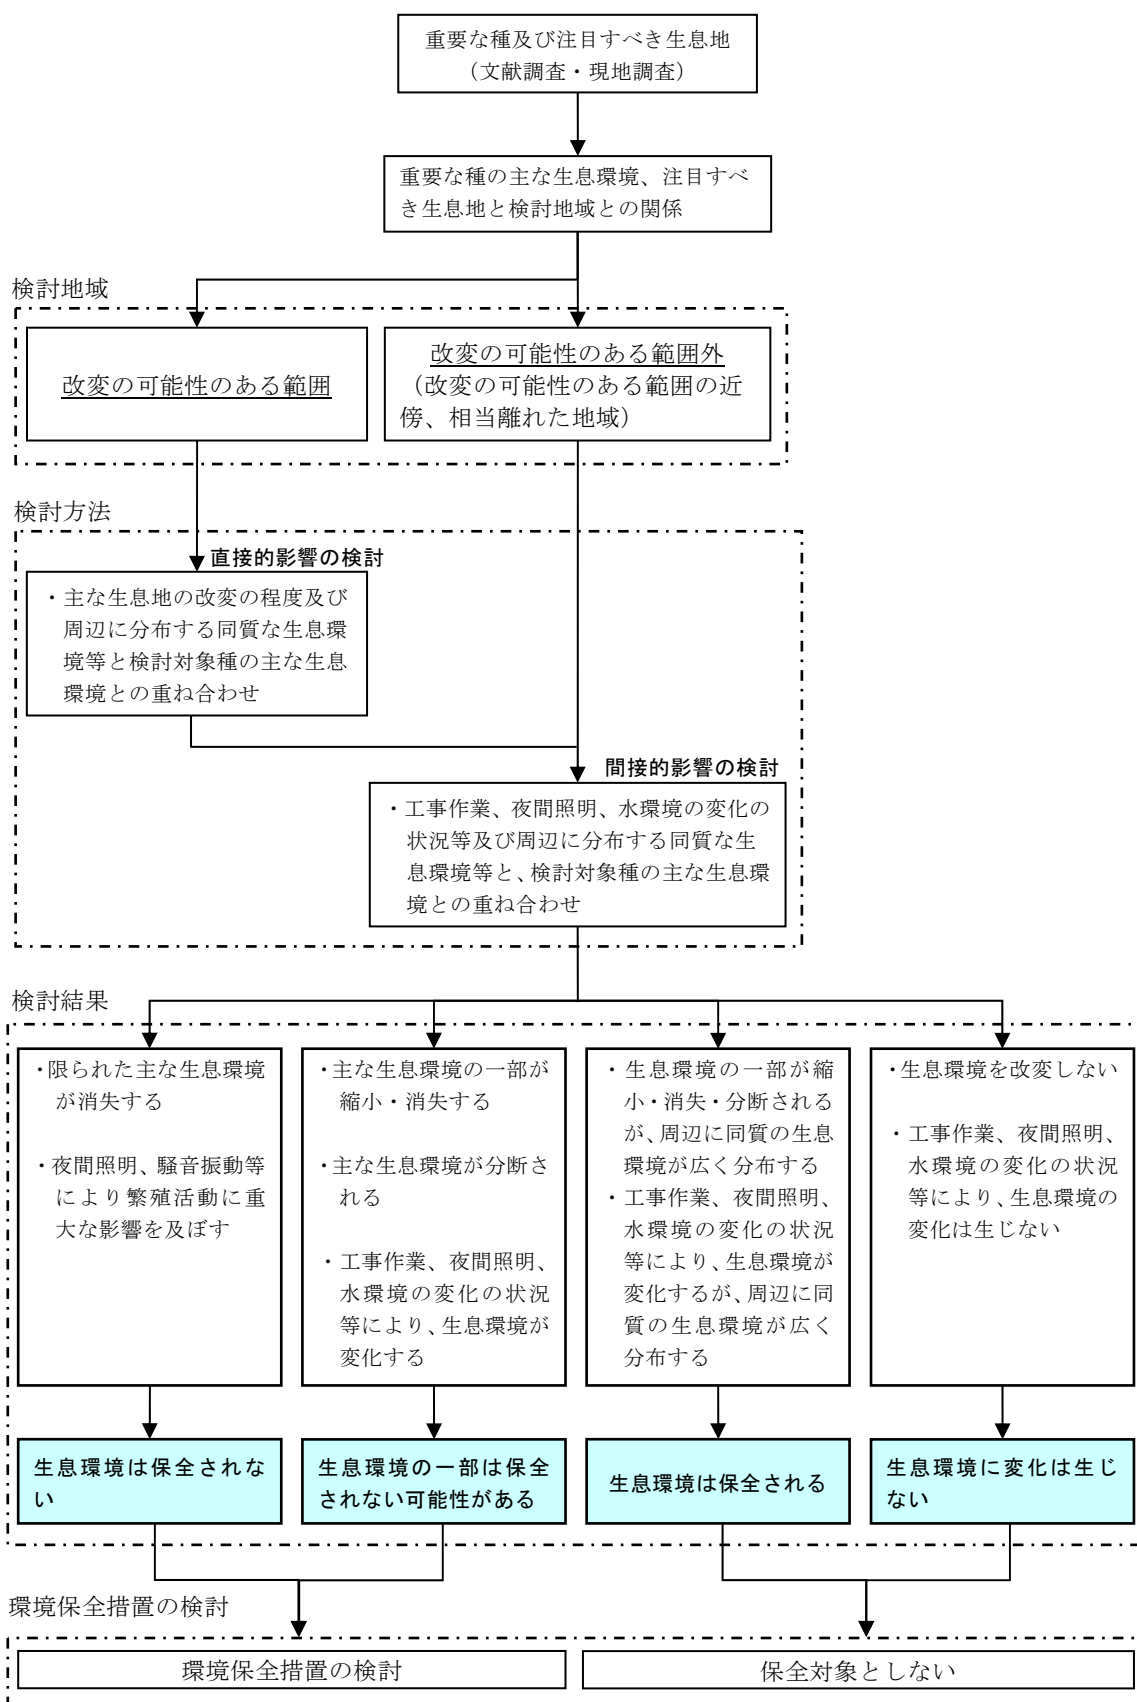 重要な種及び注目すべき生息地
（文献調査・現地調査）
重要な種の主な生息環境、注目すべ
き生息地と検討地域との関係
検討地域
改変の可能性のある範囲
改変の可能性のある範囲外
（改変の可能性のある範囲の近
傍、相当離れた地域）
検討方法
直接的影響の検討
・主な生息地の改変の程度及び
周辺に分布する同質な生息環
境等と検討対象種の主な生息
環境との重ね合わせ
間接的影響の検討
・工事作業、夜間照明、水環境の変化の
状況等及び周辺に分布する同質な生
息環境等と、検討対象種の主な生息環
境との重ね合わせ
検討結果
・限られた主な生息環境
が消失する
・夜間照明、騒音振動等
により繁殖活動に重
大な影響を及ぼす
・主な生息環境の一部が
縮小・消失する
・主な生息環境が分断さ
れる
・工事作業、夜間照明、
水環境の変化の状況
等により、生息環境が
変化する
・生息環境の一部が縮
小・消失・分断される
が、周辺に同質の生息
環境が広く分布する
・工事作業、夜間照明、
水環境の変化の状況
等により、生息環境が
変化するが、周辺に同
質の生息環境が広く
分布する
・生息環境を改変しない
・工事作業、夜間照明、
水環境の変化の状況
等により、生息環境の
変化は生じない
生息環境は保全されな
い
生息環境の一部は保全
されない可能性がある
生息環境は保全される
生息環境に変化は生じ
ない
環境保全措置の検討
環境保全措置の検討
保全対象としない